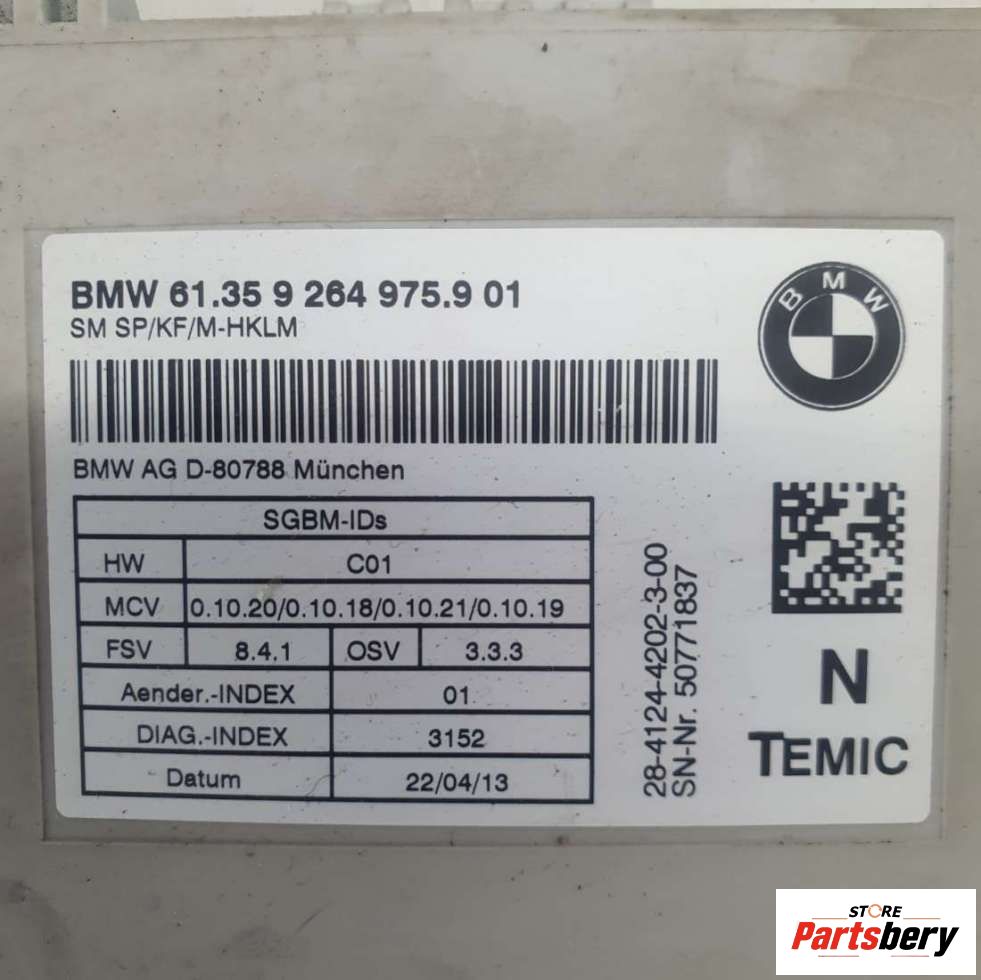 BMW 61.35 9 264 975.9 01
SM SP/KF/M-HKLM
BMW
BMW AG D-80788 München
SGBM-IDs
HW C01
MCV 0.10.20/0.10.18/0.10.21/0.10.19
FSV 8.4.1 OSV 3.3.3
Aender.-INDEX 01
DIAG.-INDEX 3152
Datum 22/04/13
28-4124-4202-3-00
SN-Nr. 507771837
N
TEMIC
STORE
Partsbery